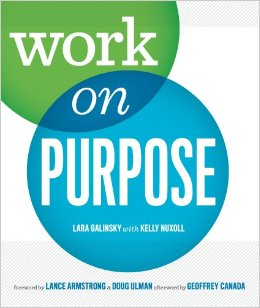 work
on
PURPOSE
LARA GALINSKY with KELLY NUXOLL
foreword by LANCE ARMSTRONG & DOUG ULMAN afterword by GEOFFREY CANADA